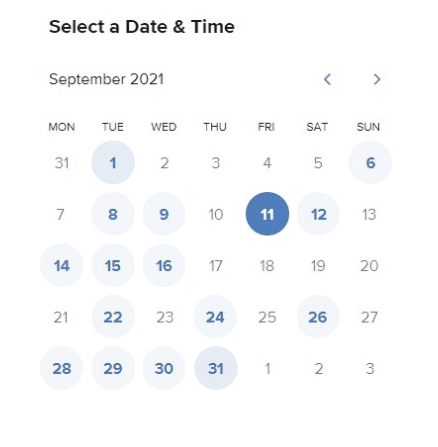 Select a Date & Time
September 2021
MON TUE WED THU FRI SAT SUN
31 1 2 3 4 5 6
7 8 9 10 11 12 13
14 15 16 17 18 19 20
21 22 23 24 25 26 27
28 29 30 31 1 2 3